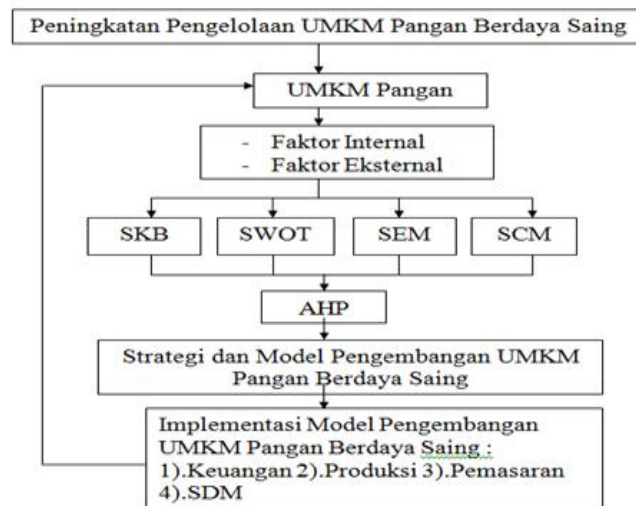 Peningkatan Pengelolaan UMKM Pangan Berdaya Saing
UMKM Pangan
- Faktor Internal
- Faktor Eksternal
SKB
SWOT
SEM
SCM
AHP
Strategi dan Model Pengembangan UMKM
Pangan Berdaya Saing
Implementasi Model Pengembangan
UMKM Pangan Berdaya Saing :
1).Keuangan 2).Produksi 3).Pemasaran
4).SDM